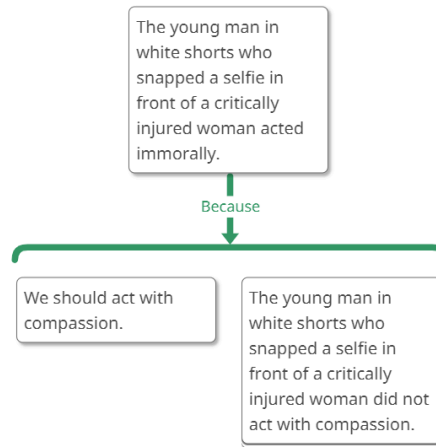 The young man in
white shorts who
snapped a selfie in
front of a critically
injured woman acted
immorally.
Because
We should act with
compassion.
The young man in
white shorts who
snapped a selfie in
front of a critically
injured woman did not
act with compassion.